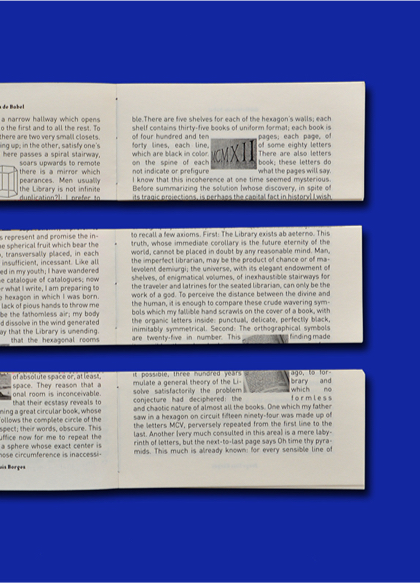 de Babel
a narrow hallway which opens
o the first and to all the rest. To
there are two very small closets.
ing up; in the other, satisfy one's
here passes a spiral stairway,
soars upwards to remote
there is a mirror which
pearances. Men usually
the Library is not infinite
duplication?); I prefer to
ble.There are five shelves for each of the hexagon's walls; each
shelf contains thirty-five books of uniform format; each book is
of four hundred and ten pages; each page, of
forty lines, each line, of some eighty letters
which are black in color. There are also letters
on the spine of each book; these letters do
not indicate or prefigure what the pages will say.
I know that this incoherence at one time seemed mysterious.
Before summarizing the solution (whose discovery, in spite of
its tragic projections, is perhaps the capital fact in history) I wish
MCMXII
s represent and promise the in-
e spherical fruit which bear the
, transversally placed, in each
insufficient, incessant. Like all
ed in my youth; I have wandered
e catalogue of catalogues; now
r what I write, I am preparing to
e hexagon in which I was born.
lack of pious hands to throw me
be the fathomless air; my body
d dissolve in the wind generated
ay that the Library is unending.
that the hexagonal rooms
to recall a few axioms. First: The Library exists ab aeterno. This
truth, whose immediate corollary is the future eternity of the
world, cannot be placed in doubt by any reasonable mind. Man,
the imperfect librarian, may be the product of chance or of ma-
levolent demiurgi; the universe, with its elegant endowment of
shelves, of enigmatical volumes, of inexhaustible stairways for
the traveler and latrines for the seated librarian, can only be the
work of a god. To perceive the distance between the divine and
the human, it is enough to compare these crude wavering sym-
bols which my fallible hand scrawls on the cover of a book, with
the organic letters inside: punctual, delicate, perfectly black,
inimitably symmetrical. Second: The orthographical symbols
are twenty-five in number. This finding made
of absolute space or, at least,
space. They reason that a
onal room is inconceivable.
that their ecstasy reveals to
ning a great circular book, whose
ollows the complete circle of the
spect; their words, obscure. This
uffice now for me to repeat the
a sphere whose exact center is
hose circumference is inaccessi-
uis Borges
it possible, three hundred years ago, to for-
mulate a general theory of the Li- brary and
solve satisfactorily the problem which no
conjecture had deciphered: the formless
and chaotic nature of almost all the books. One which my father
saw in a hexagon on circuit fifteen ninety-four was made up of
the letters MCV, perversely repeated from the first line to the
last. Another (very much consulted in this area) is a mere laby-
rinth of letters, but the next-to-last page says Oh time thy pyra-
mids. This much is already known: for every sensible line of